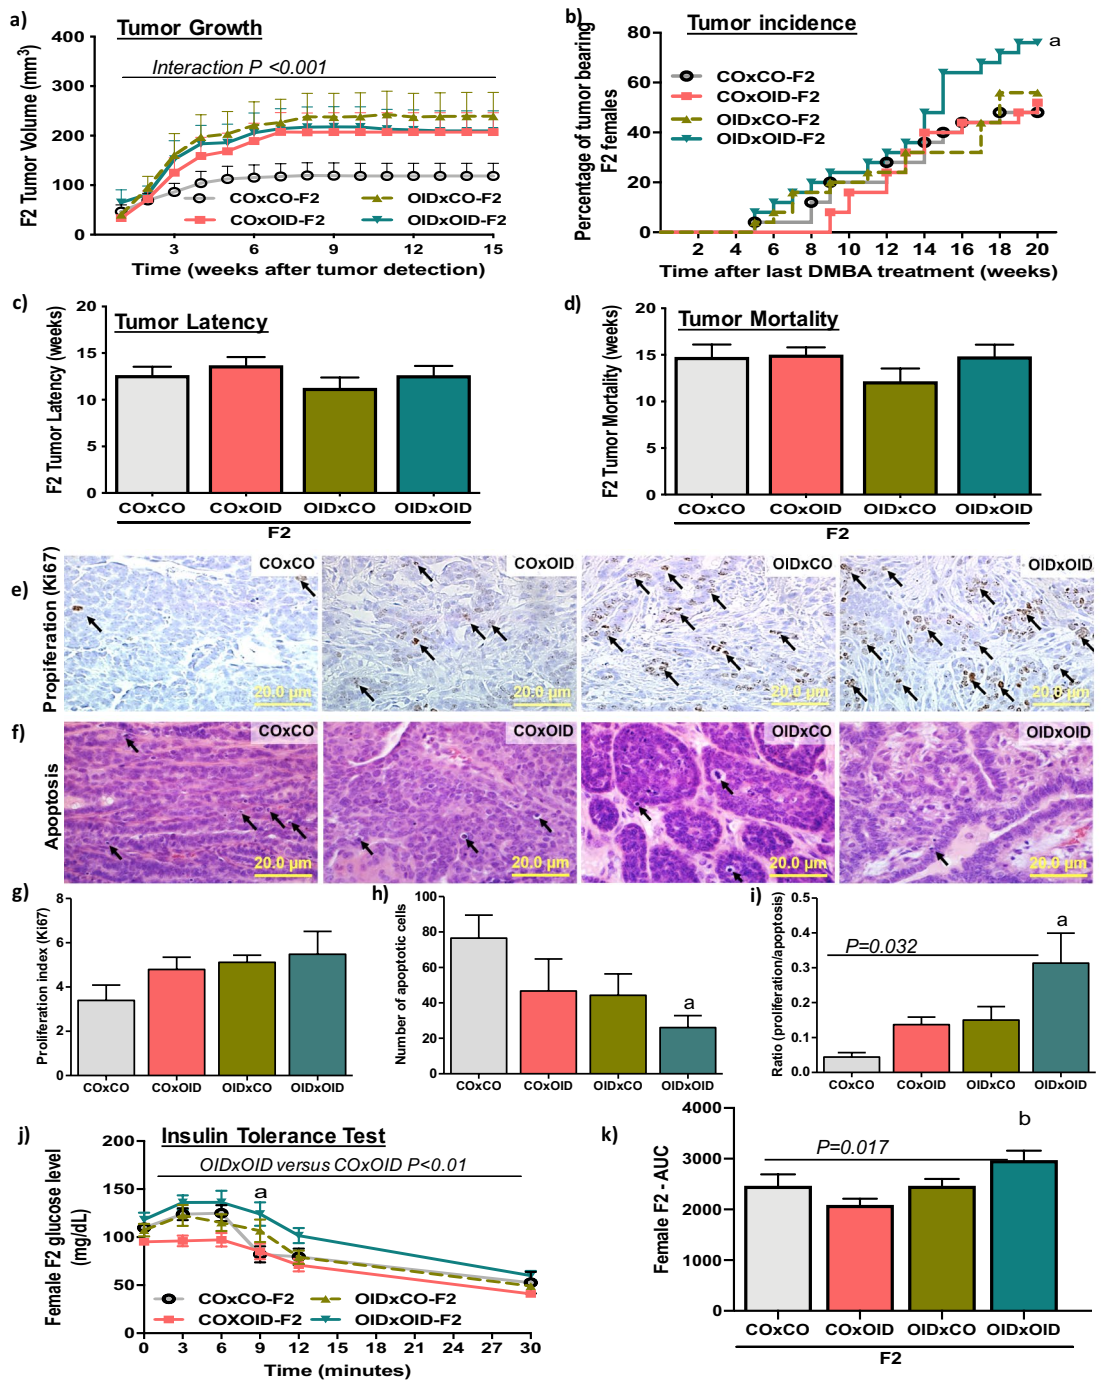 a)
Tumor Growth
F2 Tumor Volume (mm³)
400
300
200
100
0
Interaction P <0.001
COxCO-F2
OIDxCO-F2
COxOID-F2
OIDxOID-F2
3
6
9
12
15
Time (weeks after tumor detection)
b)
Tumor incidence
Percentage of tumor bearing
F2 females
80
60
40
20
0
a
COxCO-F2
COxOID-F2
OIDxCO-F2
OIDxOID-F2
2
4
6
8
10
12
14
16
18
20
Time after last DMBA treatment (weeks)
c)
Tumor Latency
F2 Tumor Latency (weeks)
20
15
10
5
0
COxCO
COxOID
OIDxCO
OIDxOID
F2
d)
Tumor Mortality
F2 Tumor Mortality (weeks)
20
15
10
5
0
COxCO
COxOID
OIDxCO
OIDxOID
F2
e)
Propiferation (Ki67)
COxCO
20.0 µm
COxOID
20.0 µm
OIDxCO
20.0 µm
OIDxOID
20.0 µm
f)
Apoptosis
COxCO
20.0 µm
COxOID
20.0 µm
OIDxCO
20.0 µm
OIDxOID
20.0 µm
g)
Proliferation index (Ki67)
8
6
4
2
0
COxCO
COxOID
OIDxCO
OIDxOID
h)
Number of apoptotic cells
100
80
60
40
20
0
a
COxCO
COxOID
OIDxCO
OIDxOID
i)
Ratio (proliferation/apoptosis)
0.5
0.4
0.3
0.2
0.1
0.0
P=0.032
a
COxCO
COxOID
OIDxCO
OIDxOID
j)
Insulin Tolerance Test
OIDxOID versus COxOID P<0.01
Female F2 glucose level
(mg/dL)
200
150
100
50
0
a
COxCO-F2
OIDxCO-F2
COXOID-F2
OIDxOID-F2
0
3
6
9
12
15
18
21
24
27
30
Time (minutes)
k)
Female F2 - AUC
4000
3000
2000
1000
0
P=0.017
b
COxCO
COxOID
OIDxCO
OIDxOID
F2